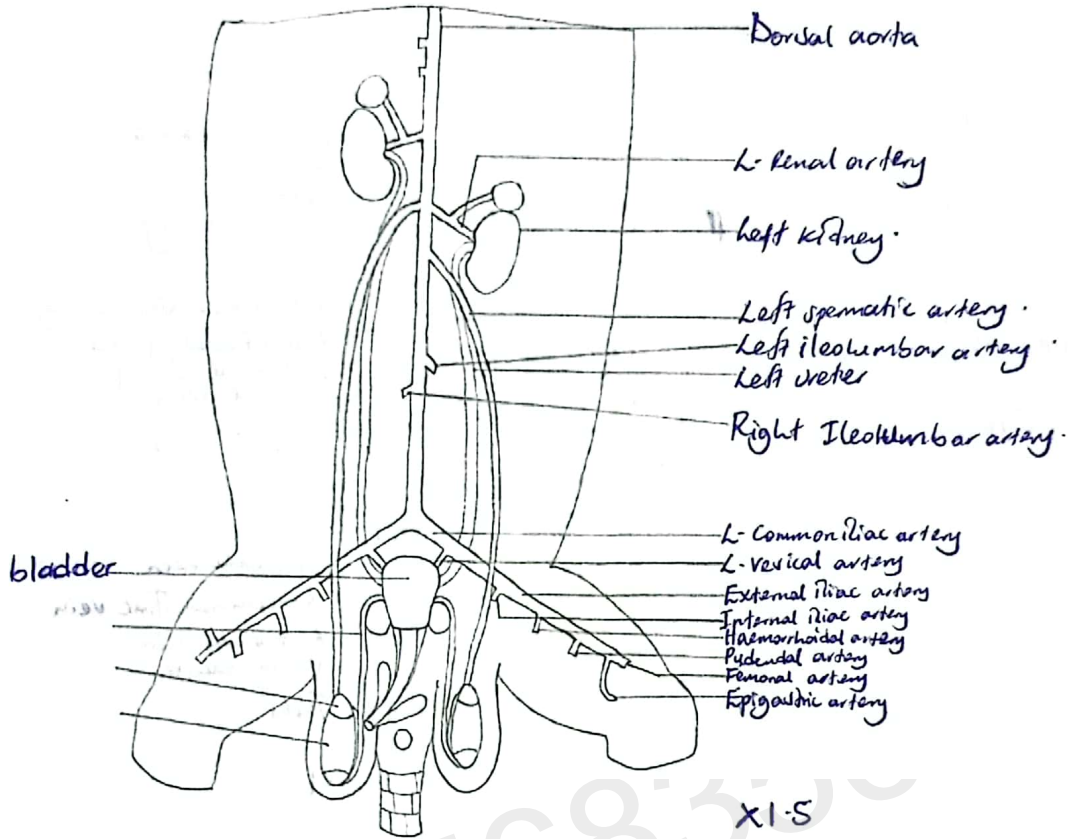 Dorsal aorta
L- Renal artery
Left kidney.
Left spermatic artery.
Left ileolumbar artery.
Left ureter
Right Ileolumbar artery.
L- Common iliac artery
L- vesical artery
External iliac artery
Internal iliac artery
Haemorrhoidal artery
Pudendal artery
Femoral artery
Epigastric artery
bladder
X1.5